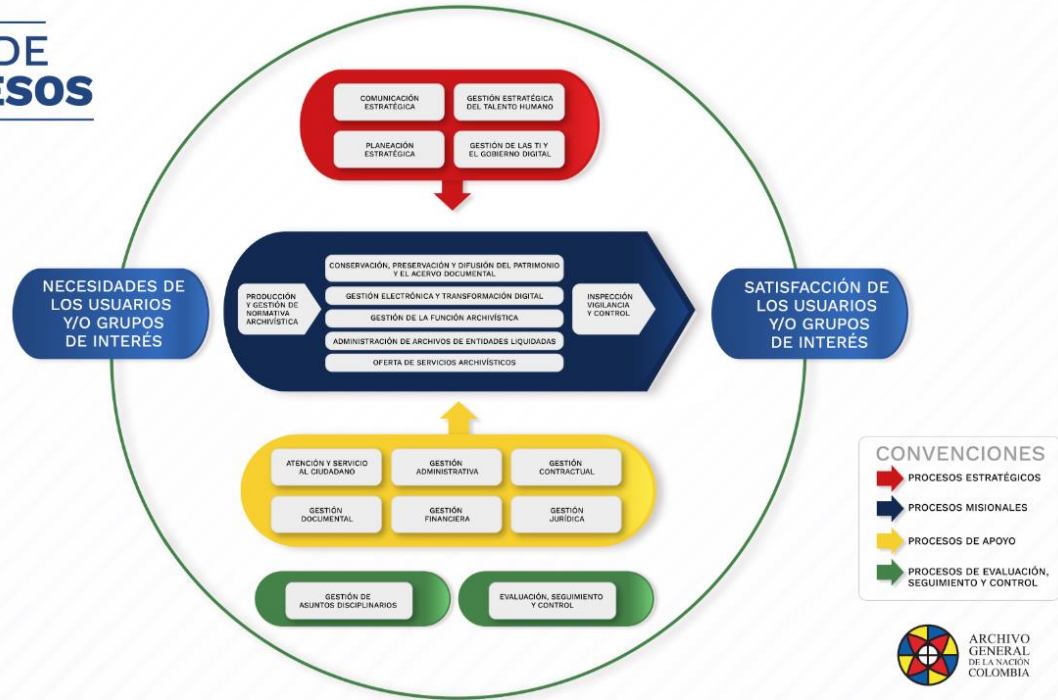 DE
ESOS
COMUNICACIÓN
ESTRATÉGICA
GESTIÓN ESTRATÉGICA
DEL TALENTO HUMANO
PLANEACIÓN
ESTRATÉGICA
GESTIÓN DE LAS TI Y
EL GOBIERNO DIGITAL
NECESIDADES DE
LOS USUARIOS
Y/O GRUPOS
DE INTERÉS
PRODUCCIÓN
Y GESTIÓN DE
NORMATIVA
ARCHIVÍSTICA
CONSERVACIÓN, PRESERVACIÓN Y DIFUSIÓN DEL PATRIMONIO
Y EL ACERVO DOCUMENTAL
GESTIÓN ELECTRÓNICA Y TRANSFORMACIÓN DIGITAL
GESTIÓN DE LA FUNCIÓN ARCHIVÍSTICA
ADMINISTRACIÓN DE ARCHIVOS DE ENTIDADES LIQUIDADAS
OFERTA DE SERVICIOS ARCHIVÍSTICOS
INSPECCIÓN
VIGILANCIA
Y CONTROL
SATISFACCIÓN DE
LOS USUARIOS
Y/O GRUPOS
DE INTERÉS
ATENCIÓN Y SERVICIO
AL CIUDADANO
GESTIÓN
ADMINISTRATIVA
GESTIÓN
CONTRACTUAL
GESTIÓN
DOCUMENTAL
GESTIÓN
FINANCIERA
GESTIÓN
JURÍDICA
GESTIÓN DE
ASUNTOS DISCIPLINARIOS
EVALUACIÓN, SEGUIMIENTO
Y CONTROL
CONVENCIONES
PROCESOS ESTRATÉGICOS
PROCESOS MISIONALES
PROCESOS DE APOYO
PROCESOS DE EVALUACIÓN,
SEGUIMIENTO Y CONTROL
ARCHIVO
GENERAL
DE LA NACIÓN
COLOMBIA